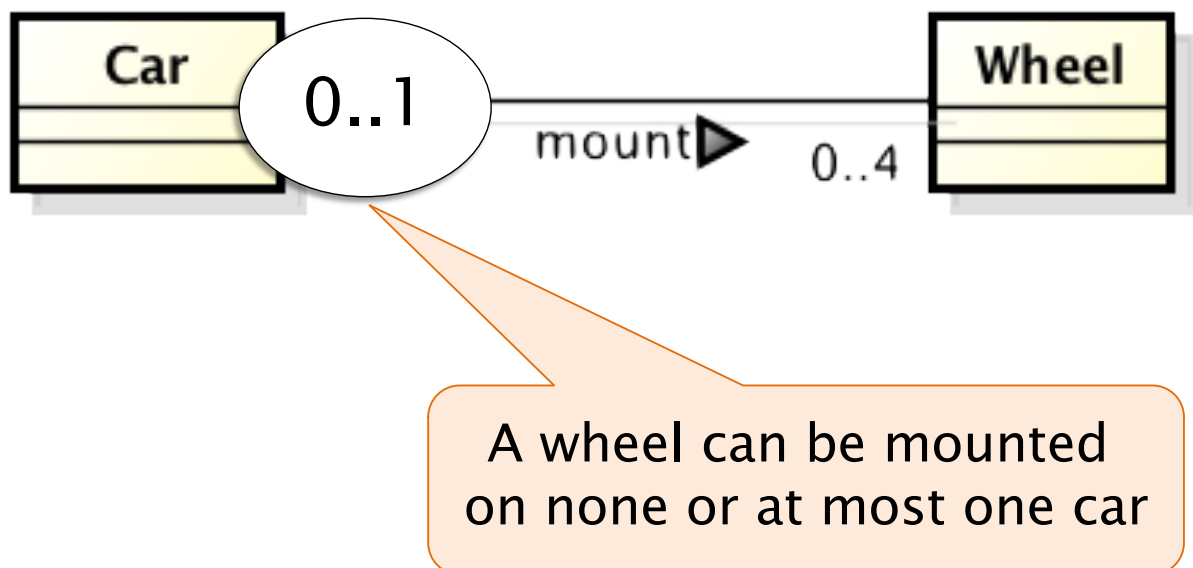 Car
0..1
Wheel
mount
0..4
A wheel can be mounted
on none or at most one car